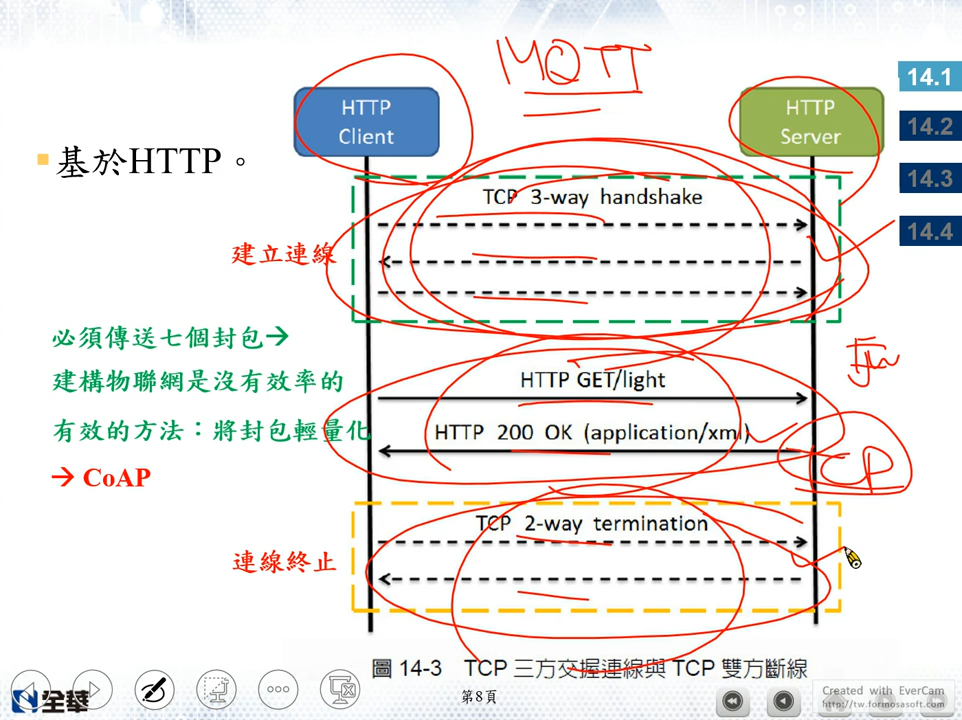 MQTT
HTTP
Client
HTTP
Server
14.1
14.2
14.3
14.4
基於HTTP。
TCP 3-way handshake
建立連線
必須傳送七個封包→
建構物聯網是沒有效率的
有效的方法：將封包輕量化
→ CoAP
HTTP GET/light
HTTP 200 OK (application/xml)
TCP
TCP 2-way termination
連線終止
圖 14-3 TCP 三方交握連線與 TCP 雙方斷線
全華
第8頁
Created with EverCam
http://tw.formosasoft.com